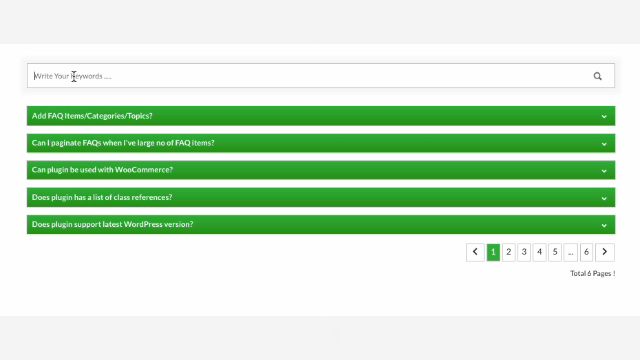 Write Your Keywords ....
Add FAQ Items/Categories/Topics?
Can I paginate FAQs when I've large no of FAQ items?
Can plugin be used with WooCommerce?
Does plugin has a list of class references?
Does plugin support latest WordPress version?
1 2 3 4 5 ... 6
Total 6 Pages !